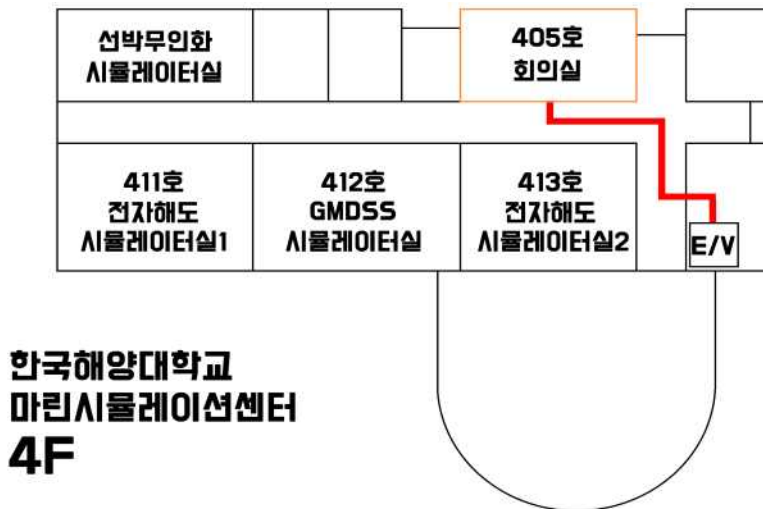 선박무인화
시뮬레이터실
405호
회의실
411호
전자해도
시뮬레이터실1
412호
GMDSS
시뮬레이터실
413호
전자해도
시뮬레이터실2
E/V
한국해양대학교
마린시뮬레이션센터
4F